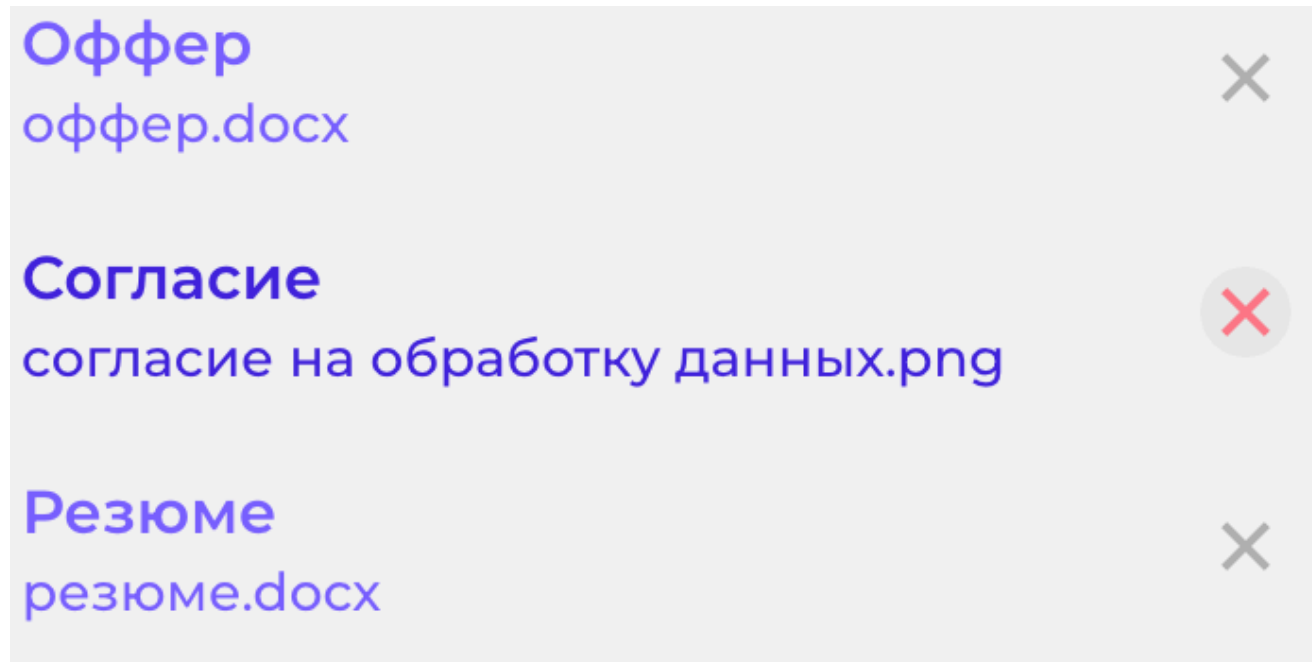 Оффер
оффер.docx
Согласие
согласие на обработку данных.png
Резюме
резюме.docx